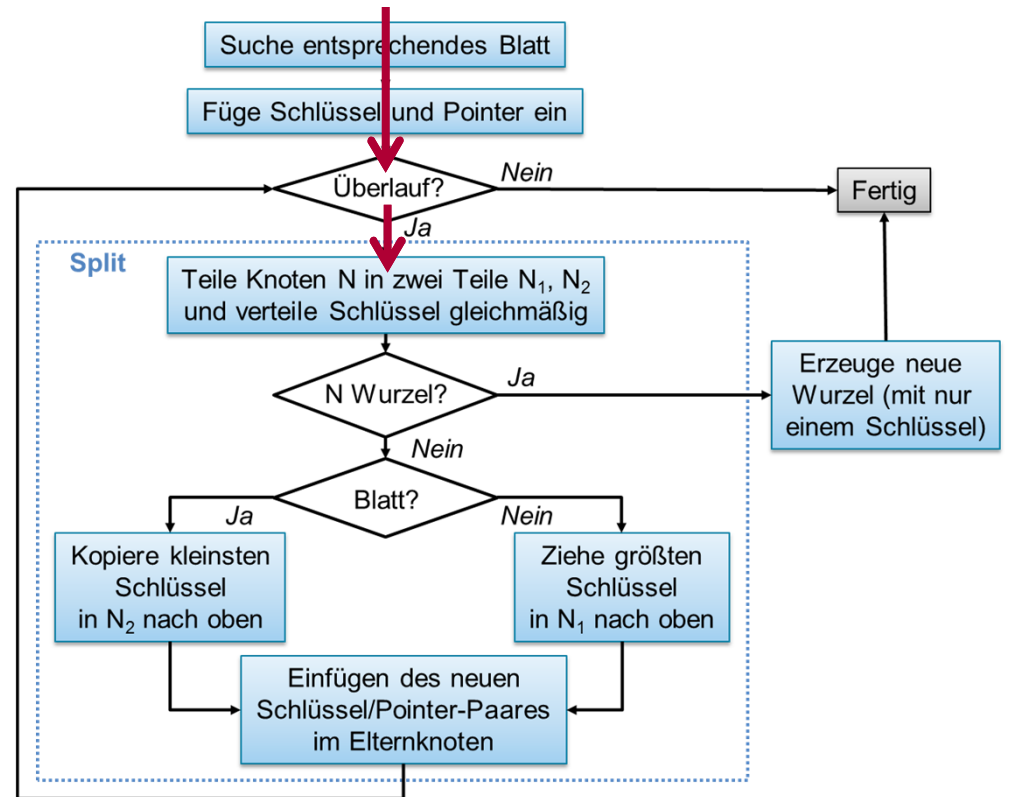 Suche entsprechendes Blatt
Füge Schlüssel und Pointer ein
Überlauf?
Nein
Fertig
Ja
Split
Teile Knoten N in zwei Teile N₁, N₂
und verteile Schlüssel gleichmäßig
N Wurzel?
Ja
Erzeuge neue
Wurzel (mit nur
einem Schlüssel)
Nein
Blatt?
Ja
Nein
Kopiere kleinsten
Schlüssel
in N₂ nach oben
Ziehe größten
Schlüssel
in N₁ nach oben
Einfügen des neuen
Schlüssel/Pointer-Paares
im Elternknoten